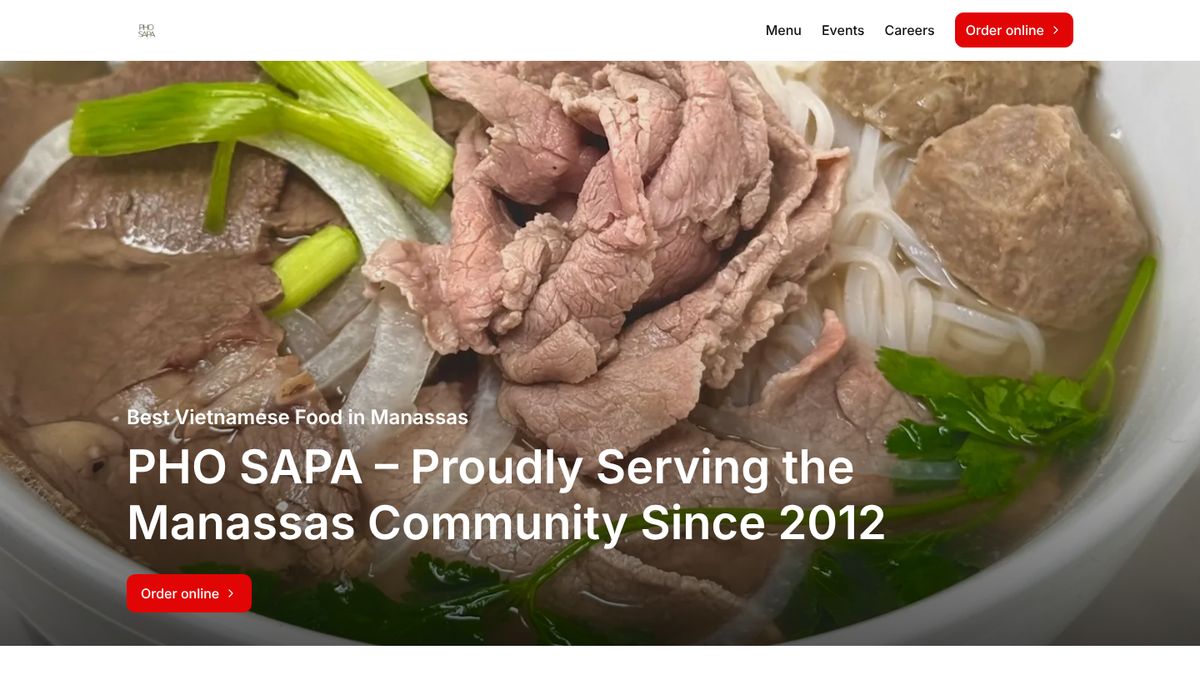 PHO
SAPA
Menu
Events
Careers
Order online
Best Vietnamese Food in Manassas
PHO SAPA – Proudly Serving the
Manassas Community Since 2012
Order online